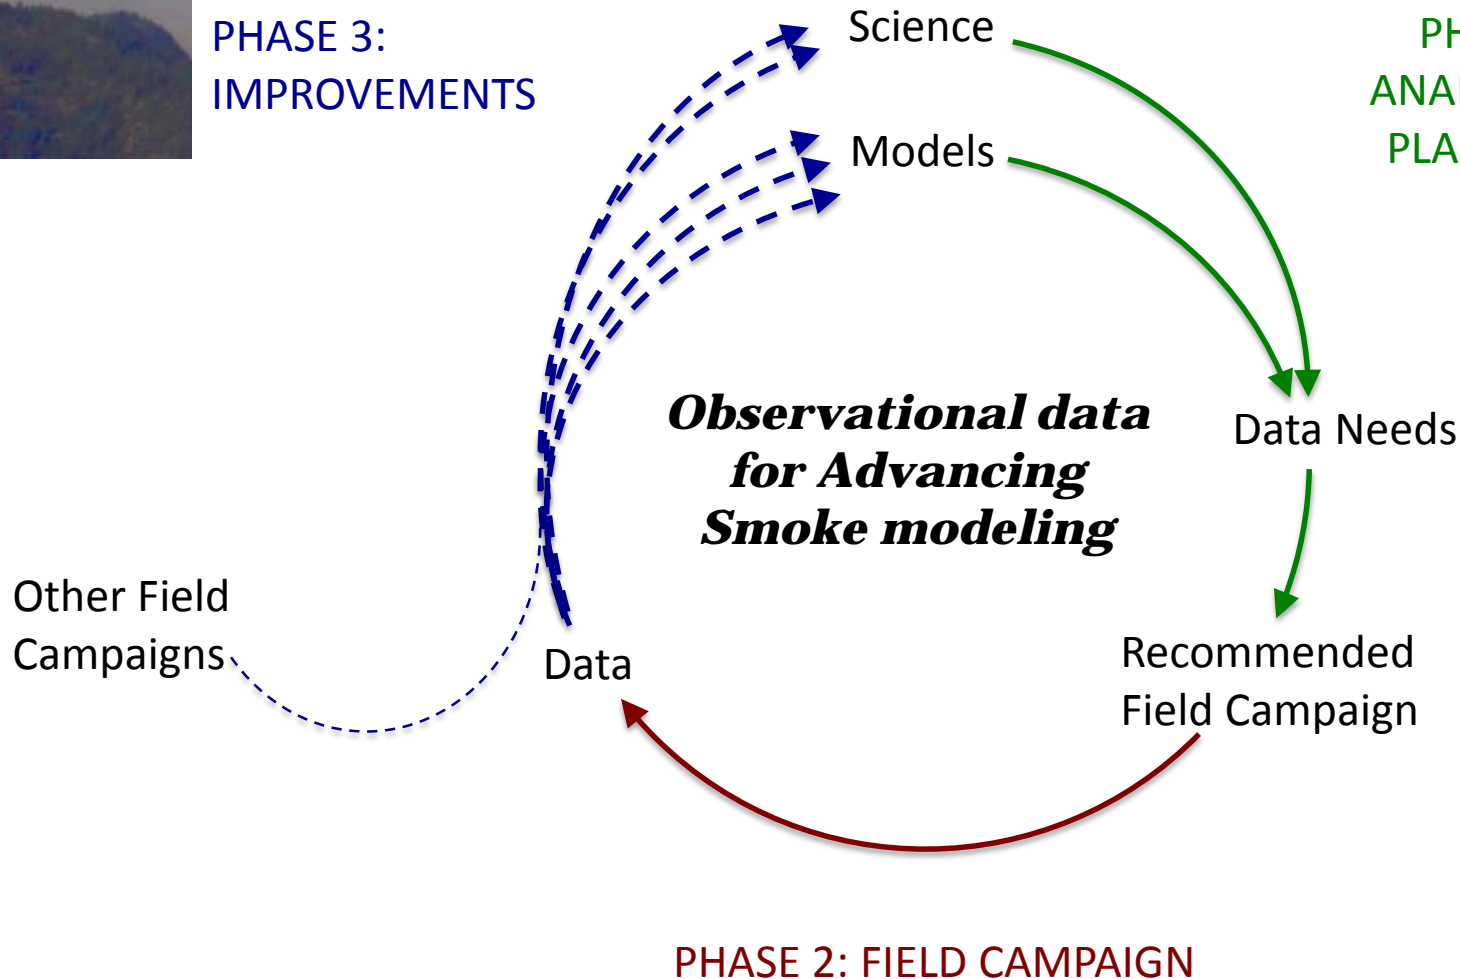 PHASE 3:
IMPROVEMENTS
Science
Models
Observational data
for Advancing
Smoke modeling
Data Needs
Other Field
Campaigns
Data
Recommended
Field Campaign
PHASE 2: FIELD CAMPAIGN